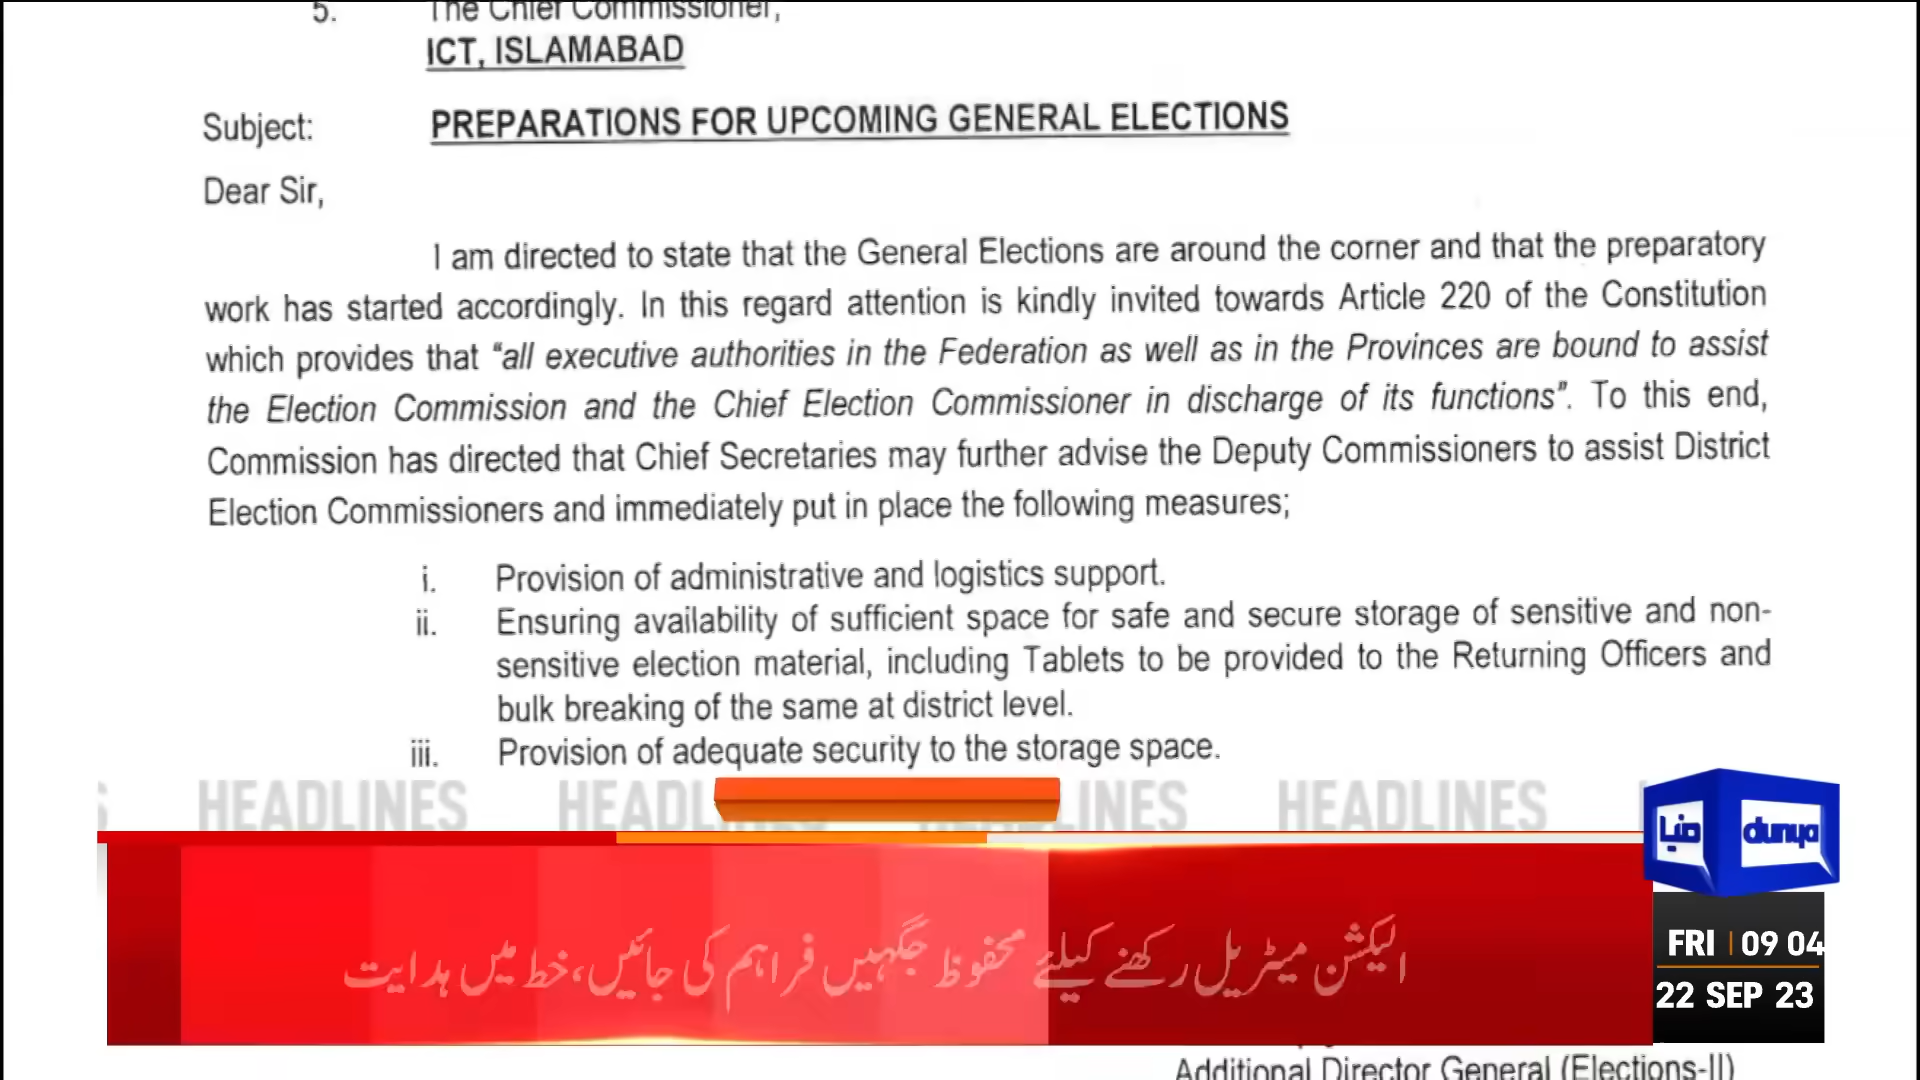 5. The Chief Commissioner,
ICT, ISLAMABAD
Subject: PREPARATIONS FOR UPCOMING GENERAL ELECTIONS
Dear Sir,
I am directed to state that the General Elections are around the corner and that the preparatory
work has started accordingly. In this regard attention is kindly invited towards Article 220 of the Constitution
which provides that “all executive authorities in the Federation as well as in the Provinces are bound to assist
the Election Commission and the Chief Election Commissioner in discharge of its functions”. To this end,
Commission has directed that Chief Secretaries may further advise the Deputy Commissioners to assist District
Election Commissioners and immediately put in place the following measures;
i. Provision of administrative and logistics support.
ii. Ensuring availability of sufficient space for safe and secure storage of sensitive and non-
sensitive election material, including Tablets to be provided to the Returning Officers and
bulk breaking of the same at district level.
iii. Provision of adequate security to the storage space.
HEADLINES HEADLINES HEADLINES HEADLINES
دنیا dunya
الیکشن میٹریل رکھنے کیلئے محفوظ جگہیں فراہم کی جائیں،خط میں ہدایت
FRI 09 04
22 SEP 23
Additional Director General (Elections-II)